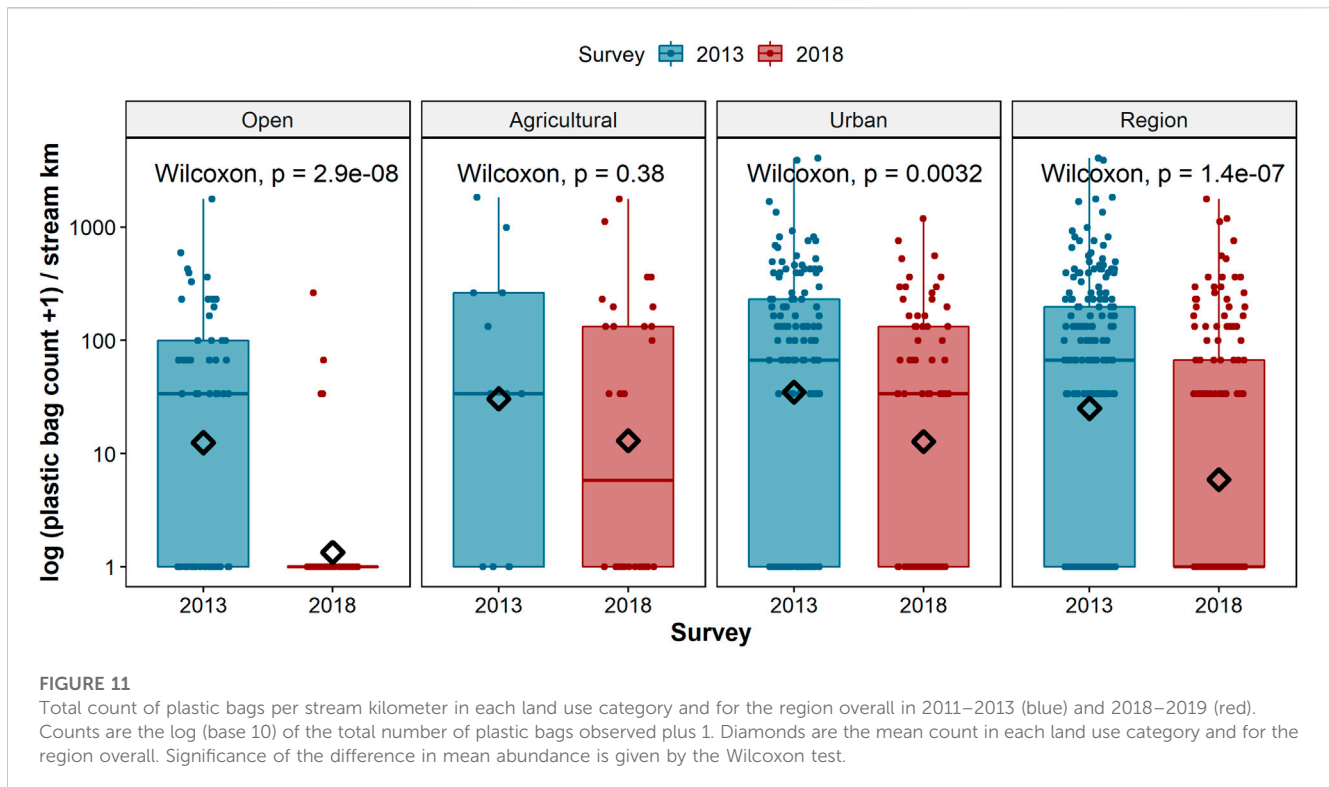 Survey 2013 2018
Open Agricultural Urban Region
Wilcoxon, p = 2.9e-08 Wilcoxon, p = 0.38 Wilcoxon, p = 0.0032 Wilcoxon, p = 1.4e-07
log (plastic bag count +1) / stream km
1000
100
10
1
2013 2018 2013 2018 2013 2018 2013 2018
Survey
FIGURE 11
Total count of plastic bags per stream kilometer in each land use category and for the region overall in 2011–2013 (blue) and 2018–2019 (red).
Counts are the log (base 10) of the total number of plastic bags observed plus 1. Diamonds are the mean count in each land use category and for the
region overall. Significance of the difference in mean abundance is given by the Wilcoxon test.